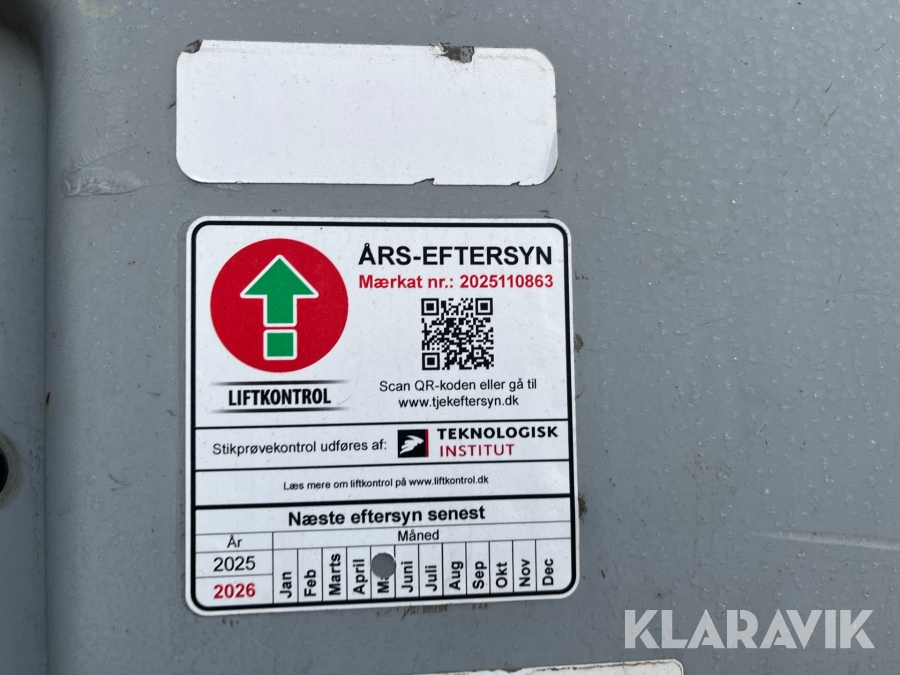 ÅRS-EFTERSYN
Mærkat nr.: 2025110863
LIFTKONTROL
Scan QR-koden eller gå til
www.tjekeftersyn.dk
Stikprøvekontrol udføres af:
TEKNOLOGISK
INSTITUT
Læs mere om liftkontrol på www.liftkontrol.dk
Næste eftersyn senest
År
Måned
2025
2026
Jan
Feb
Marts
April
Juni
Juli
Aug
Sep
Okt
Nov
Dec
KLARAVIK